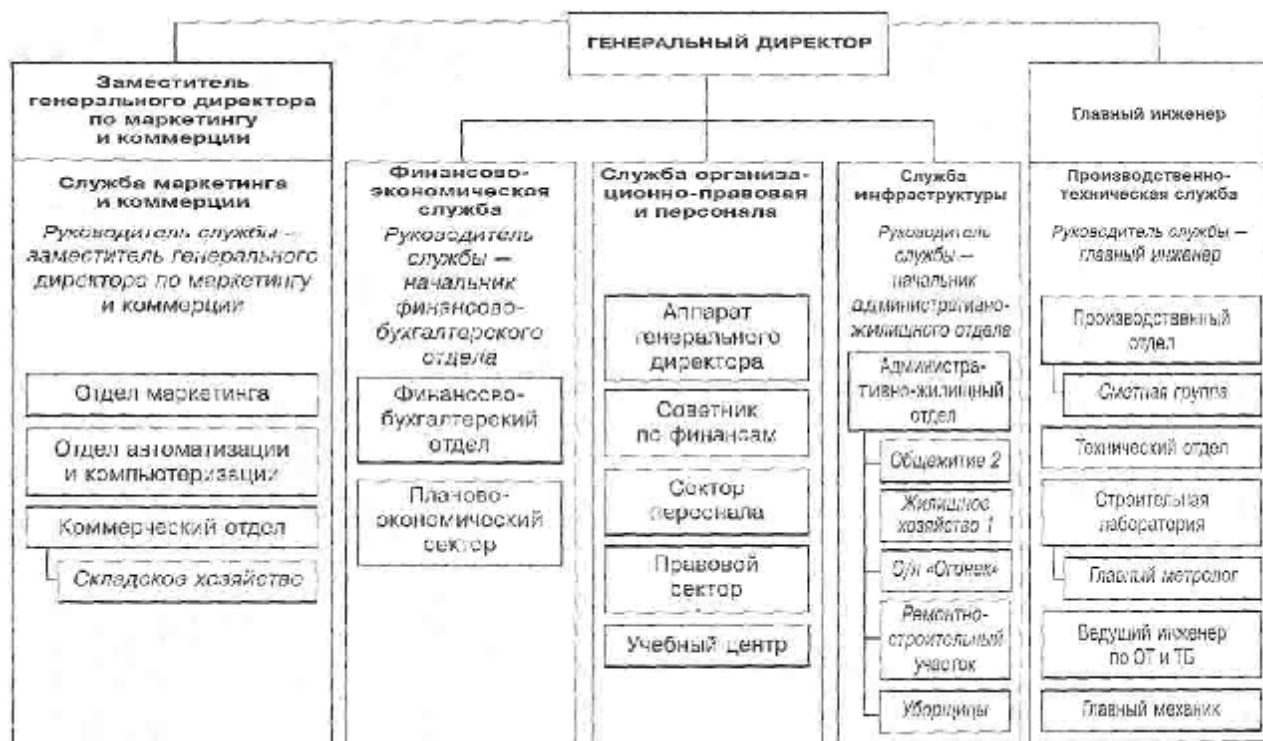 ГЕНЕРАЛЬНЫЙ ДИРЕКТОР
Заместитель
генерального директора
по маркетингу
и коммерции
Главный инженер
Служба маркетинга
и коммерции
Руководитель службы —
заместитель генерального
директора по маркетингу
и коммерции
Отдел маркетинга
Отдел автоматизации
и компьютеризации
Коммерческий отдел
Складское хозяйство
Финансово-
экономическая
служба
Руководитель
службы —
начальник
финансово-
бухгалтерского
отдела
Финансово-
бухгалтерский
отдел
Планово-
экономический
сектор
Служба организа-
ционно-правовая
и персонала
Аппарат
генерального
директора
Советник
по финансам
Сектор
персонала
Правовой
сектор
Учебный центр
Служба
инфраструктуры
Руководитель
службы —
начальник
административно-
жилищного отдела
Администра-
тивно-жилищный
отдел
Общежитие 2
Жилищное
хозяйство 1
О/л «Огонек»
Ремонтно-
строительный
участок
Уборщицы
Производственно-
техническая служба
Руководитель службы —
главный инженер
Производственный
отдел
Сметная группа
Технический отдел
Строительная
лаборатория
Главный метролог
Ведущий инженер
по ОТ и ТБ
Главный механик